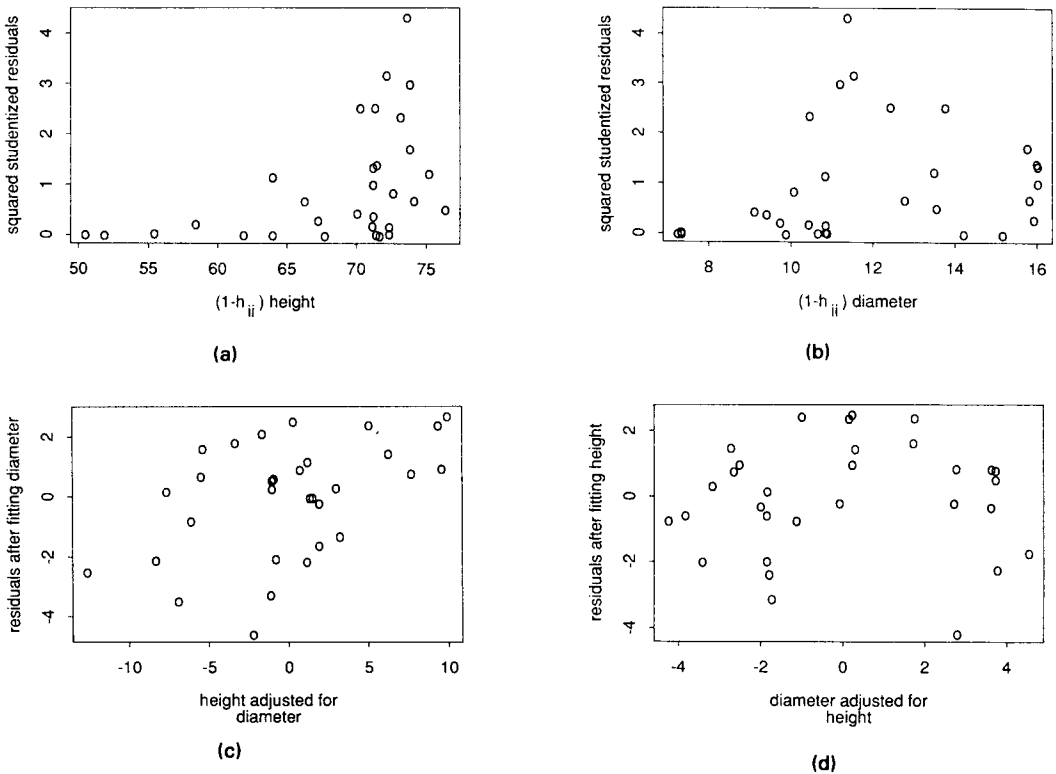 squared studentized residuals
0 1 2 3 4
50 55 60 65 70 75
(1-h_ii) height
(a)
squared studentized residuals
0 1 2 3 4
8 10 12 14 16
(1-h_ii) diameter
(b)
residuals after fitting diameter
-4 -2 0 2
-10 -5 0 5 10
height adjusted for
diameter
(c)
residuals after fitting height
-4 -2 0 2
-4 -2 0 2 4
diameter adjusted for
height
(d)